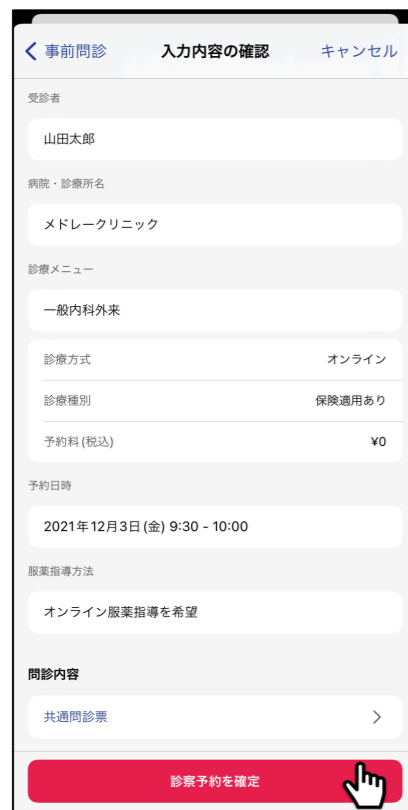 事前問診 入力内容の確認 キャンセル
受診者
山田太郎
病院・診療所名
メドレークリニック
診療メニュー
一般内科外来
診療方式 オンライン
診療種別 保険適用あり
予約料(税込) ¥0
予約日時
2021年12月3日(金) 9:30 - 10:00
服薬指導方法
オンライン服薬指導を希望
問診内容
共通問診票
診察予約を確定